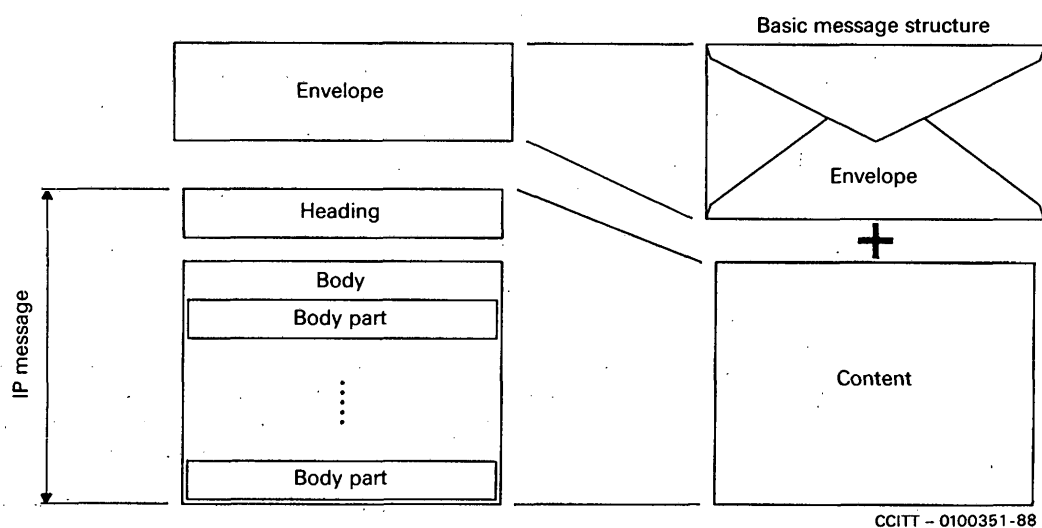 Basic message structure
Envelope
Envelope
Heading
Body
Body part
Body part
IP message
+
Content
CCITT – 0100351-88